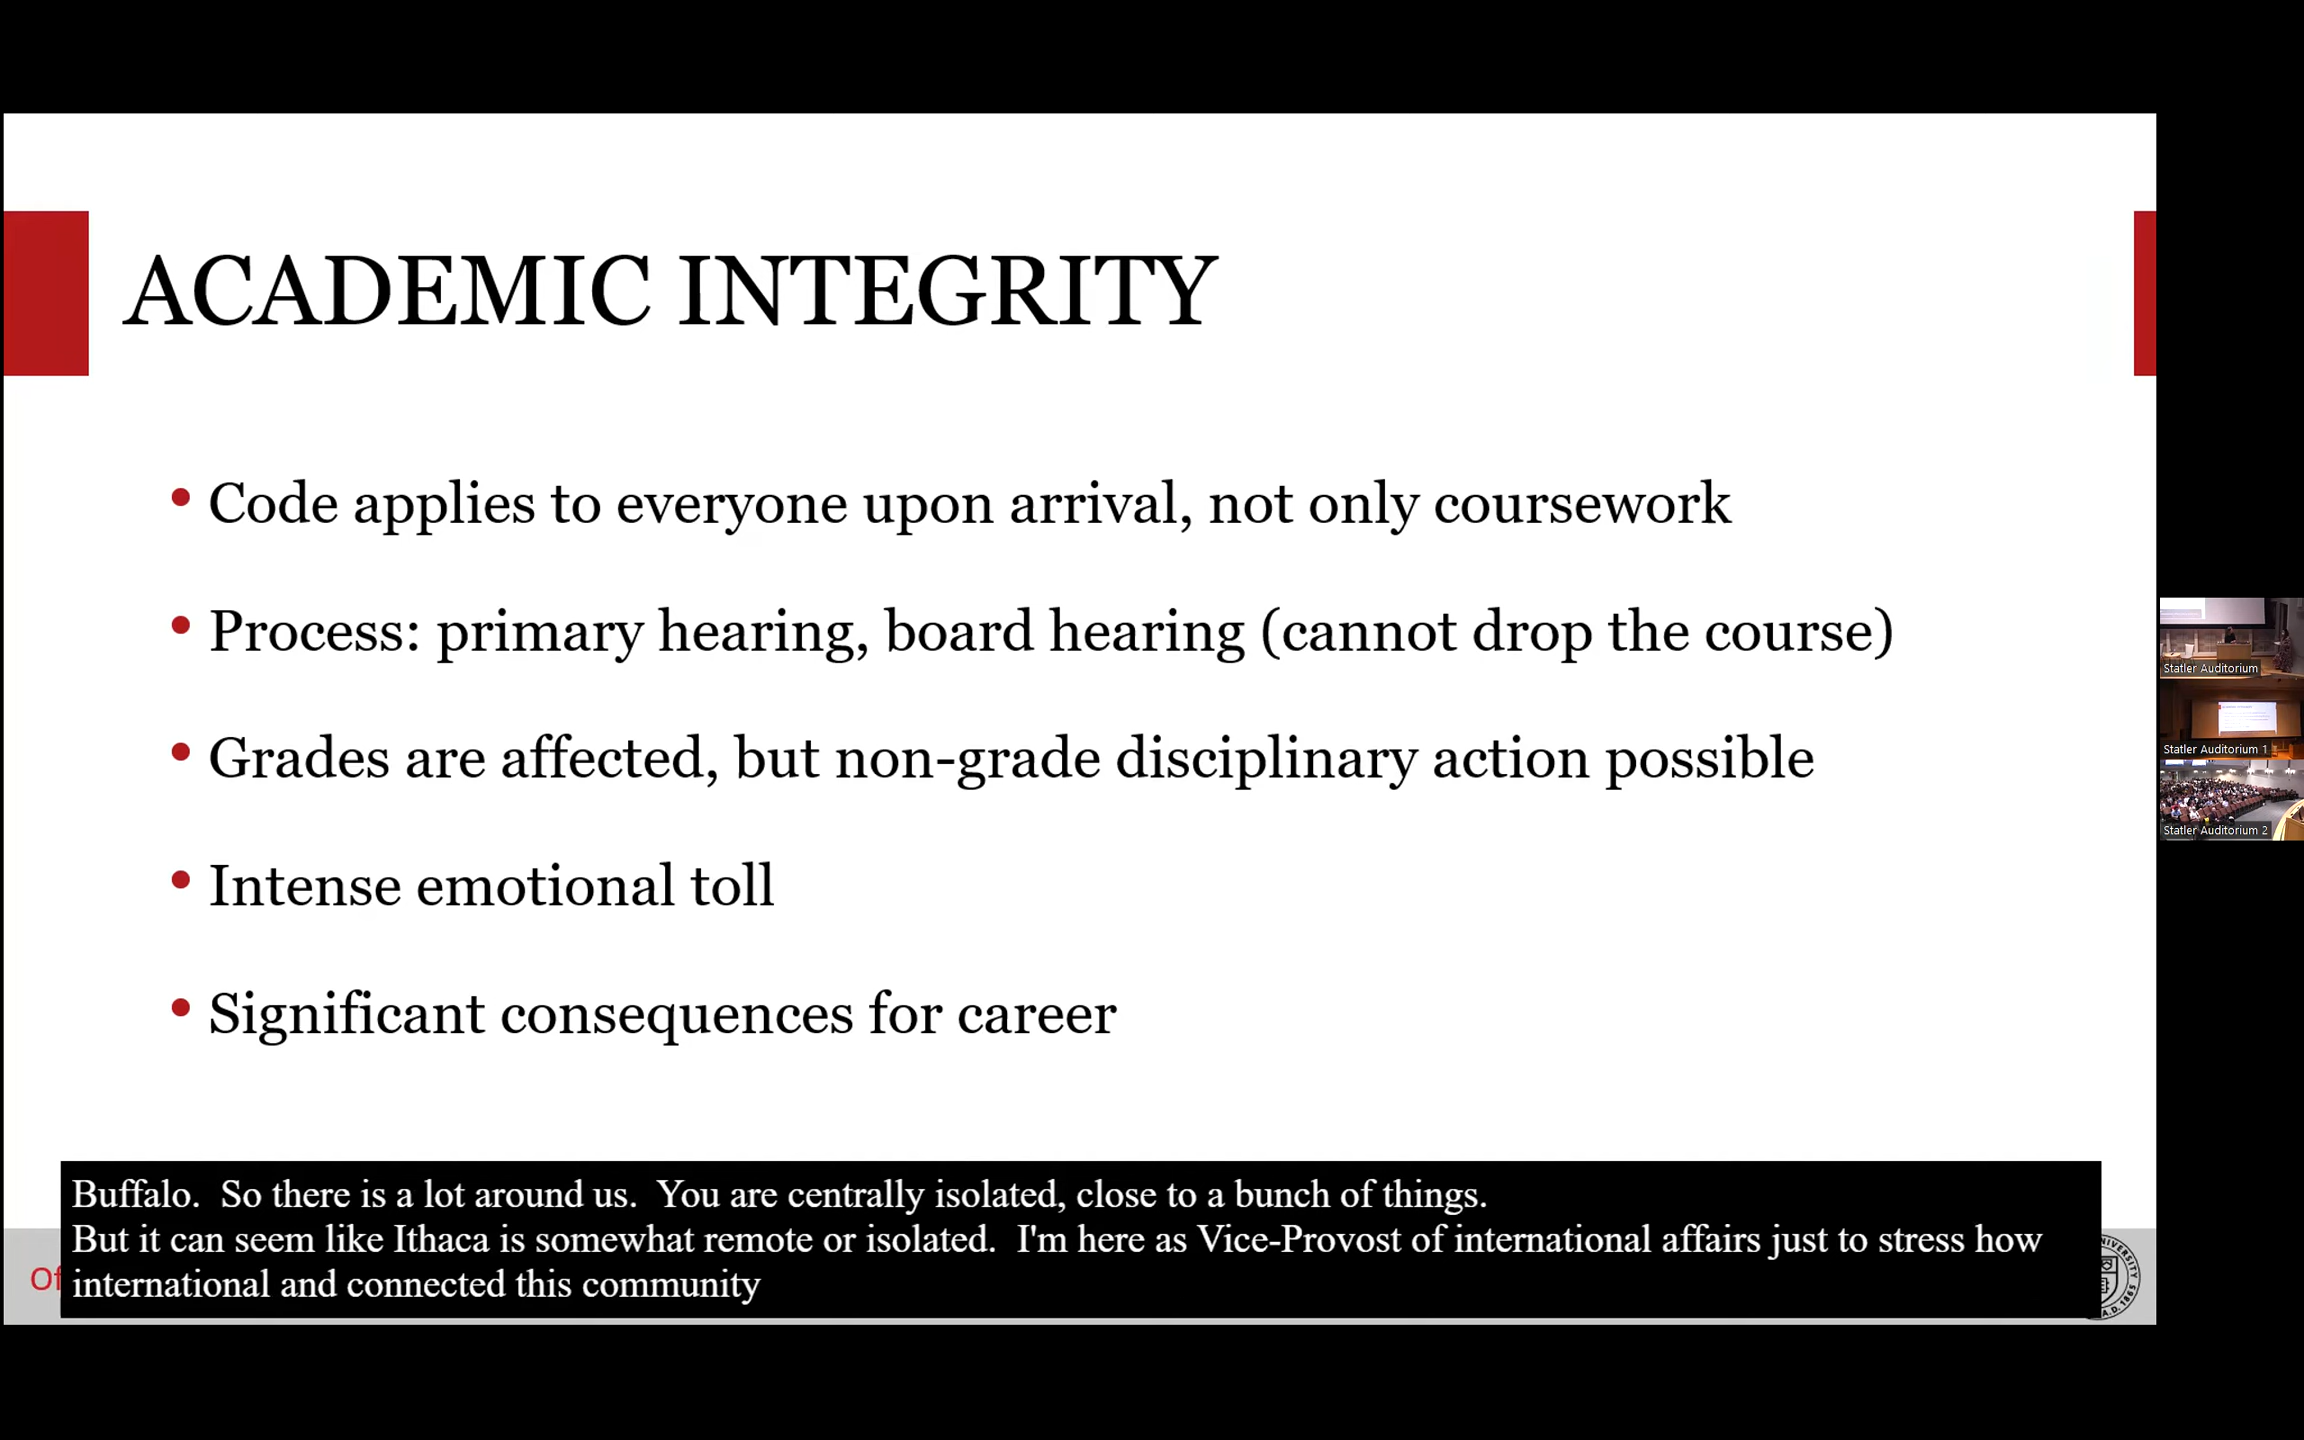 ACADEMIC INTEGRITY
• Code applies to everyone upon arrival, not only coursework
• Process: primary hearing, board hearing (cannot drop the course)
• Grades are affected, but non-grade disciplinary action possible
• Intense emotional toll
• Significant consequences for career
Buffalo.  So there is a lot around us.  You are centrally isolated, close to a bunch of things.
But it can seem like Ithaca is somewhat remote or isolated.  I'm here as Vice-Provost of international affairs just to stress how
international and connected this community
Statler Auditorium
Statler Auditorium 1
Statler Auditorium 2